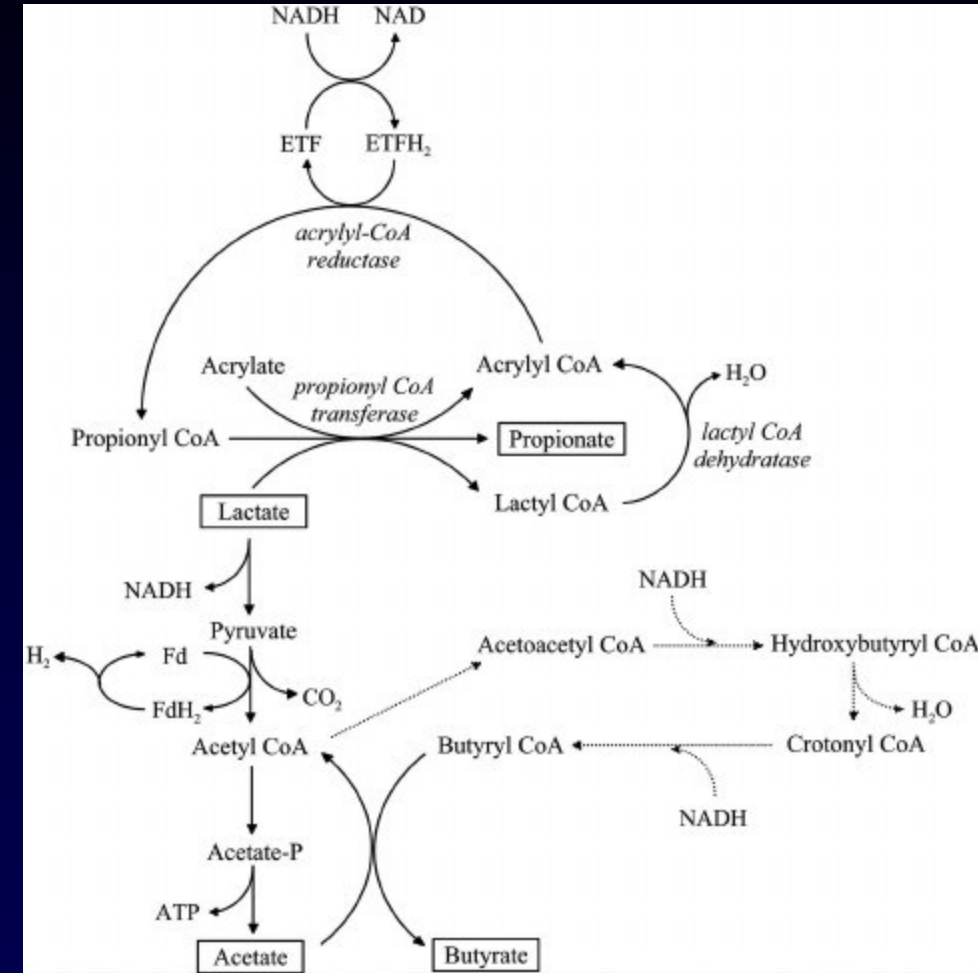 NADH NAD
ETF ETFH₂
acrylyl-CoA
reductase
Acrylate
propionyl CoA
transferase
Acrylyl CoA
H₂O
Propionyl CoA
Propionate
lactyl CoA
dehydratase
Lactyl CoA
Lactate
NADH
NADH
Pyruvate
Acetoacetyl CoA
Hydroxybutyryl CoA
H₂
Fd
FdH₂
CO₂
H₂O
Acetyl CoA
Butyryl CoA
Crotonyl CoA
NADH
Acetate-P
ATP
Acetate
Butyrate